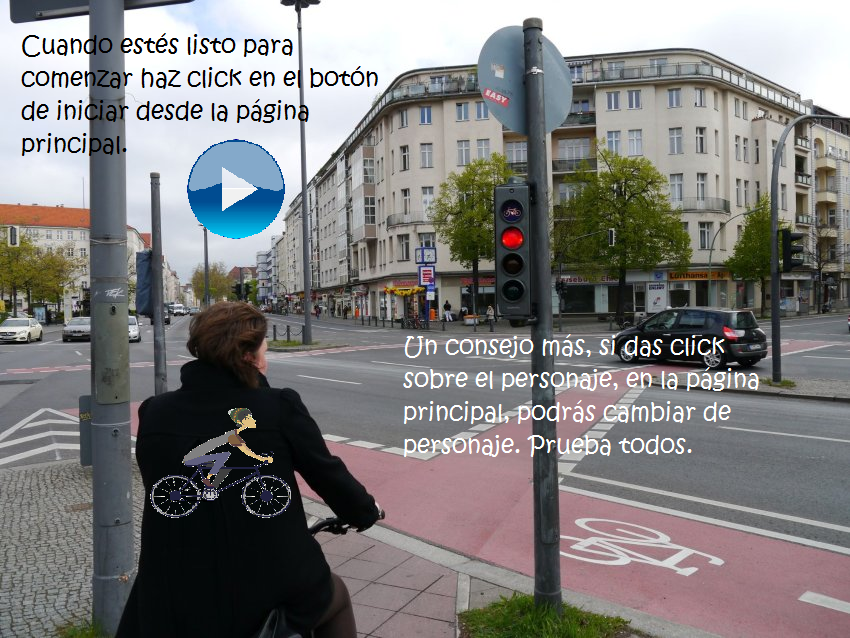 Cuando estés listo para
comenzar haz click en el botón
de iniciar desde la página
principal.
EASY
Un consejo más, si das click
sobre el personaje, en la página
principal, podrás cambiar de
personaje. Prueba todos.